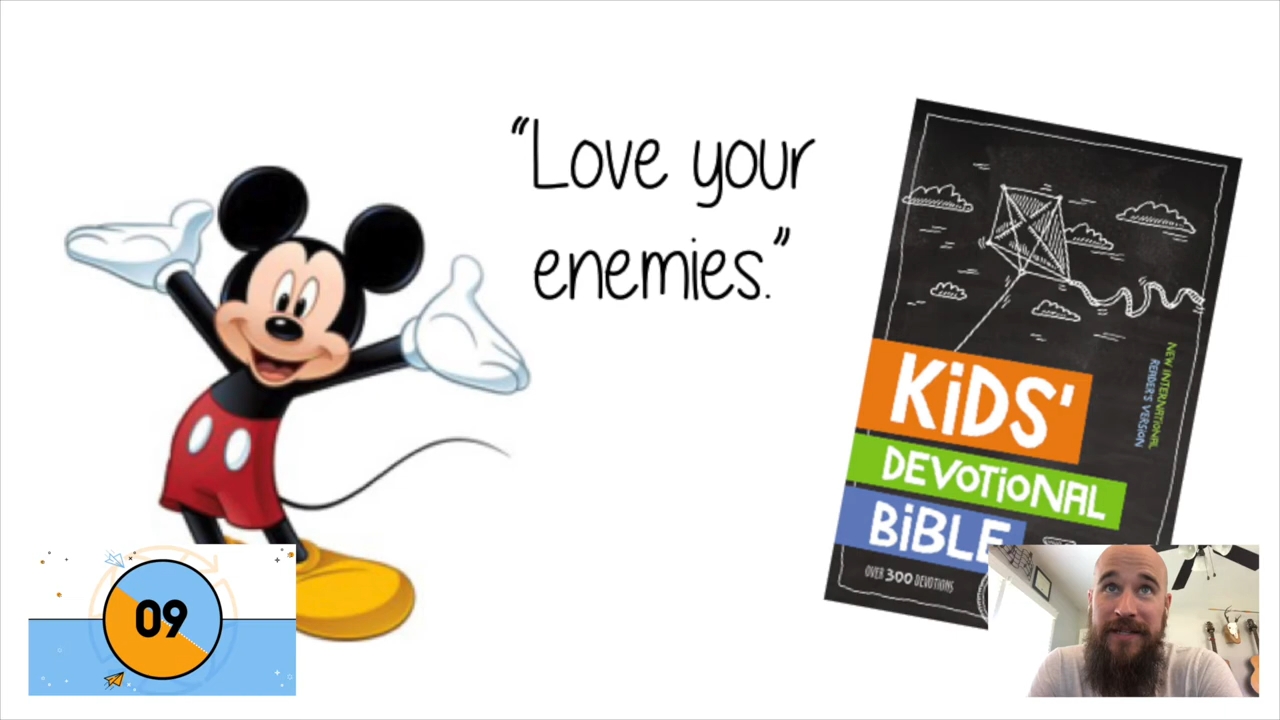 “Love your
enemies.”
KiDS'
DEVOTiONAL
BiBLE
OVER 300 DEVOTIONS
NEW INTERNATIONAL
READER'S VERSION
09